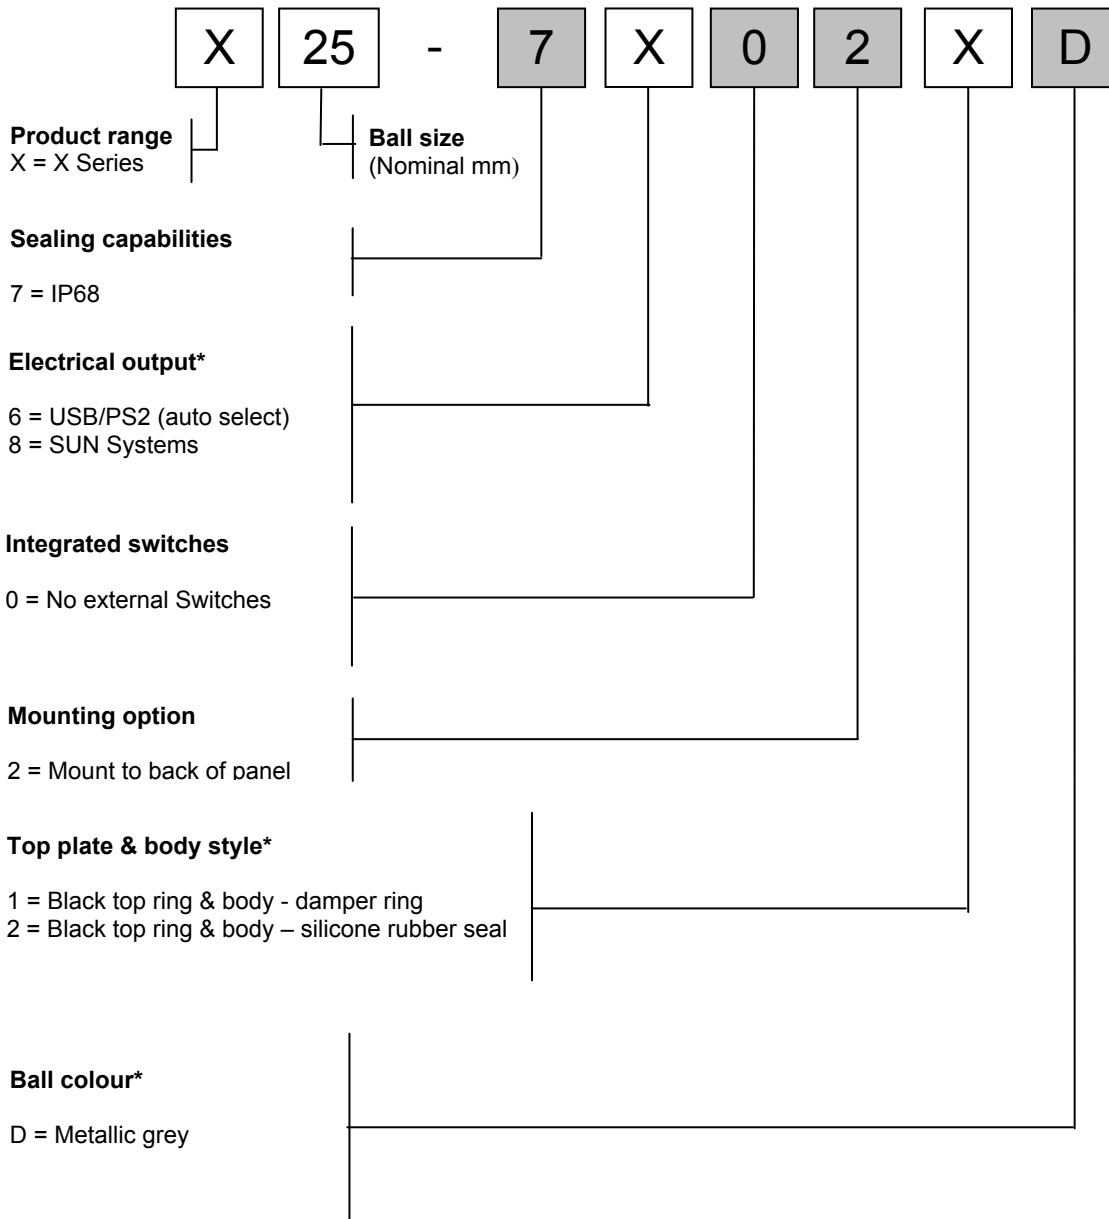 X 25 - 7 X 0 2 X D
Product range
X = X Series
Ball size
(Nominal mm)
Sealing capabilities
7 = IP68
Electrical output*
6 = USB/PS2 (auto select)
8 = SUN Systems
Integrated switches
0 = No external Switches
Mounting option
2 = Mount to back of panel
Top plate & body style*
1 = Black top ring & body - damper ring
2 = Black top ring & body – silicone rubber seal
Ball colour*
D = Metallic grey